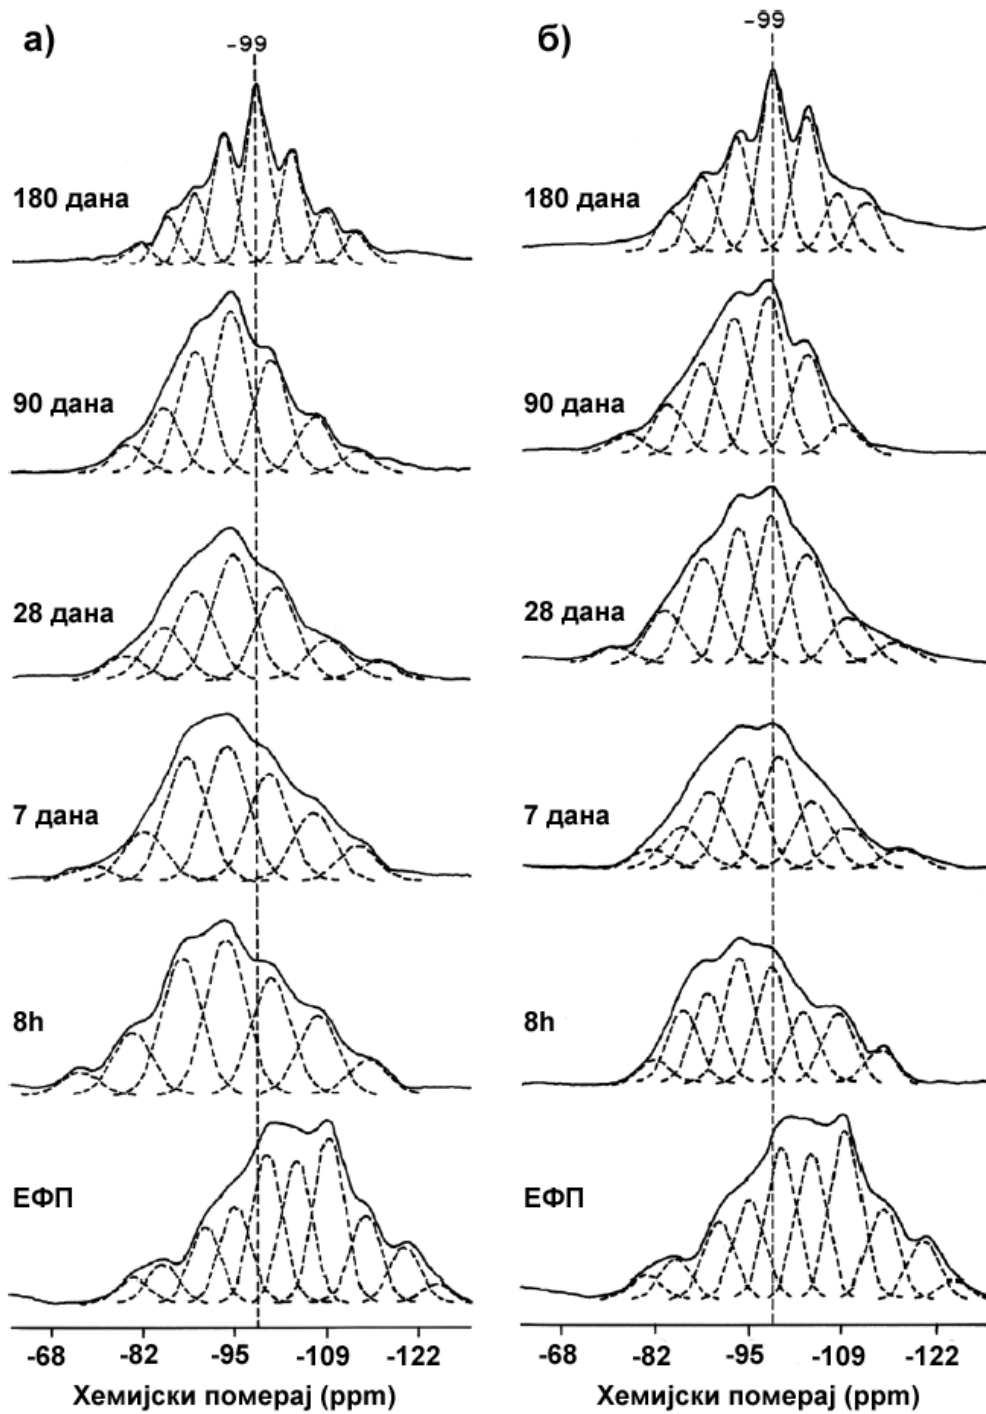 а)
-99
180 дана
90 дана
28 дана
7 дана
8h
ЕФП
-68 -82 -95 -109 -122
Хемијски померај (ppm)
б)
-99
180 дана
90 дана
28 дана
7 дана
8h
ЕФП
-68 -82 -95 -109 -122
Хемијски померај (ppm)